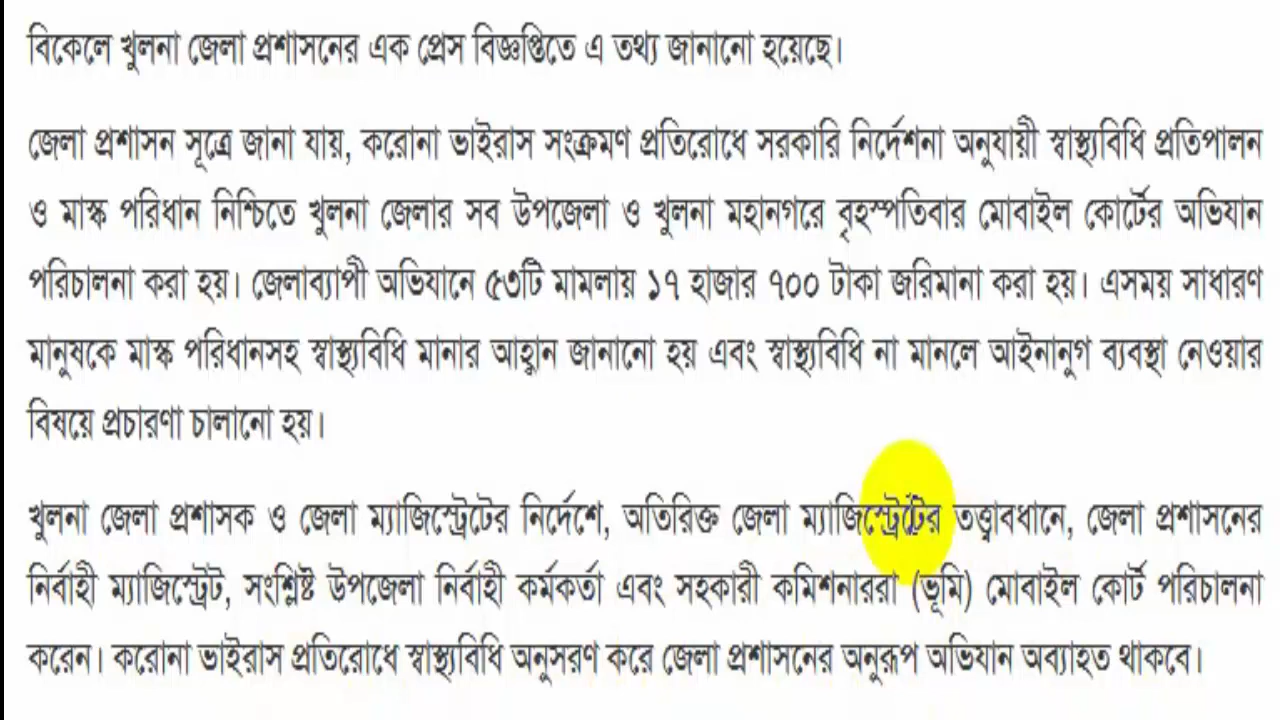 বিকেলে খুলনা জেলা প্রশাসনের এক প্রেস বিজ্ঞপ্তিতে এ তথ্য জানানো হয়েছে।
জেলা প্রশাসন সূত্রে জানা যায়, করোনা ভাইরাস সংক্রমণ প্রতিরোধে সরকারি নির্দেশনা অনুযায়ী স্বাস্থ্যবিধি প্রতিপালন
ও মাস্ক পরিধান নিশ্চিতে খুলনা জেলার সব উপজেলা ও খুলনা মহানগরে বৃহস্পতিবার মোবাইল কোর্টের অভিযান
পরিচালনা করা হয়। জেলাব্যাপী অভিযানে ৫৩টি মামলায় ১৭ হাজার ৭০০ টাকা জরিমানা করা হয়। এসময় সাধারণ
মানুষকে মাস্ক পরিধানসহ স্বাস্থ্যবিধি মানার আহ্বান জানানো হয় এবং স্বাস্থ্যবিধি না মানলে আইনানুগ ব্যবস্থা নেওয়ার
বিষয়ে প্রচারণা চালানো হয়।
খুলনা জেলা প্রশাসক ও জেলা ম্যাজিস্ট্রেটের নির্দেশে, অতিরিক্ত জেলা ম্যাজিস্ট্রেটের তত্ত্বাবধানে, জেলা প্রশাসনের
নির্বাহী ম্যাজিস্ট্রেট, সংশ্লিষ্ট উপজেলা নির্বাহী কর্মকর্তা এবং সহকারী কমিশনাররা (ভূমি) মোবাইল কোর্ট পরিচালনা
করেন। করোনা ভাইরাস প্রতিরোধে স্বাস্থ্যবিধি অনুসরণ করে জেলা প্রশাসনের অনুরূপ অভিযান অব্যাহত থাকবে।